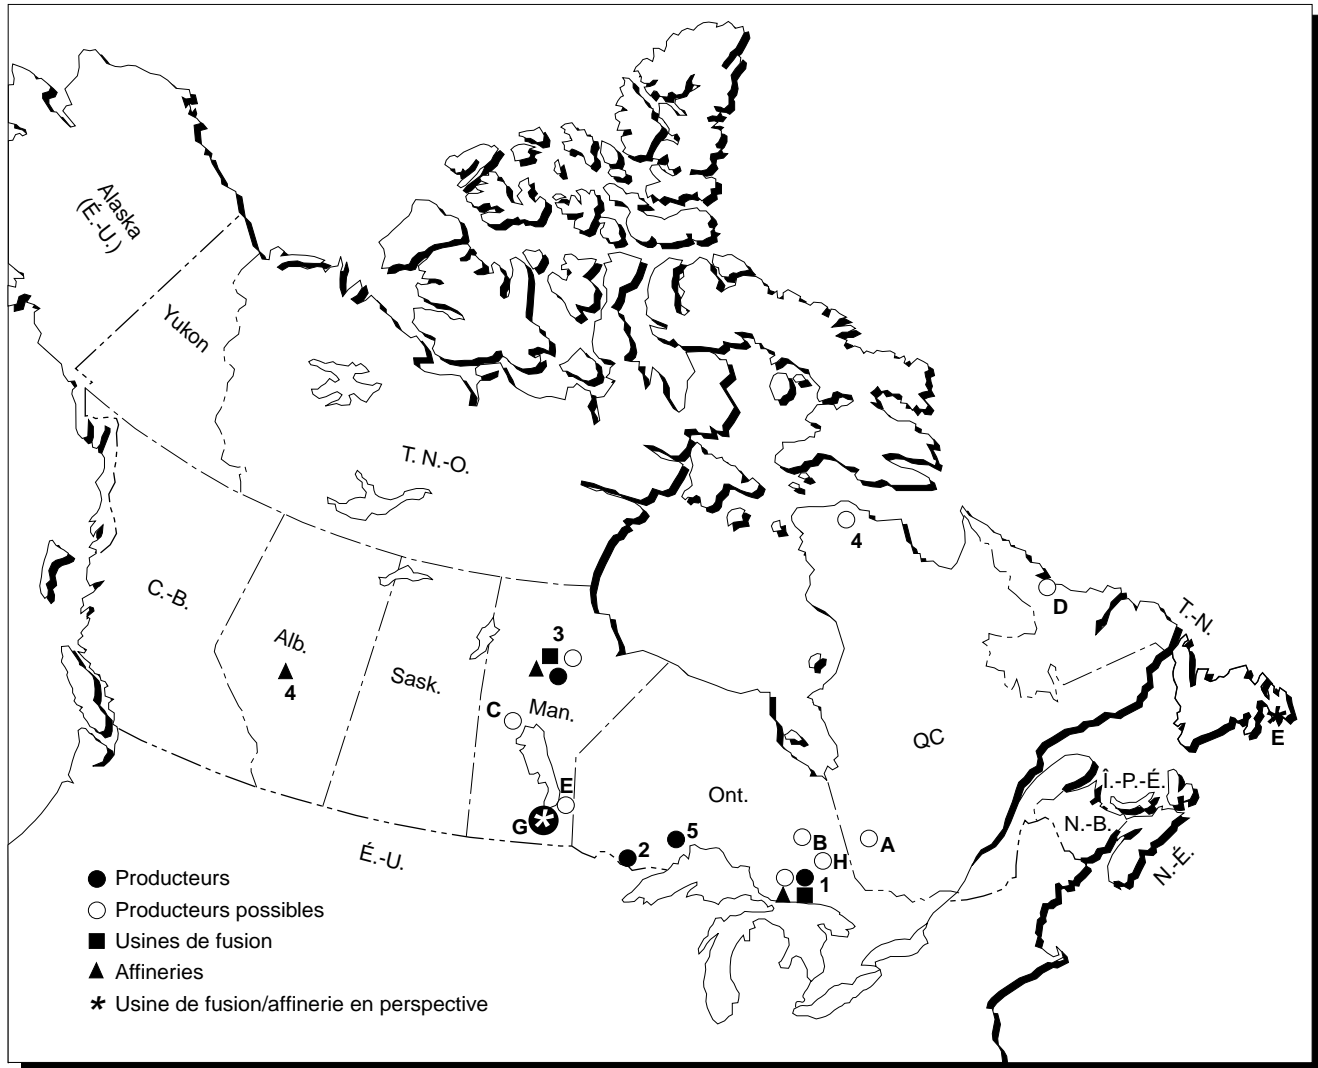 Alaska
(É.-U.)
Yukon
T. N.-O.
4
D
C.-B.
T.-N.
Alb.
4
3
Sask.
C
Man.
E
QC
E
G
Ont.
Î.-P.-É.
N.-B.
N.-É.
5
2
B
A
H
1
É.-U.
Producteurs
Producteurs possibles
Usines de fusion
Affineries
Usine de fusion/affinerie en perspective